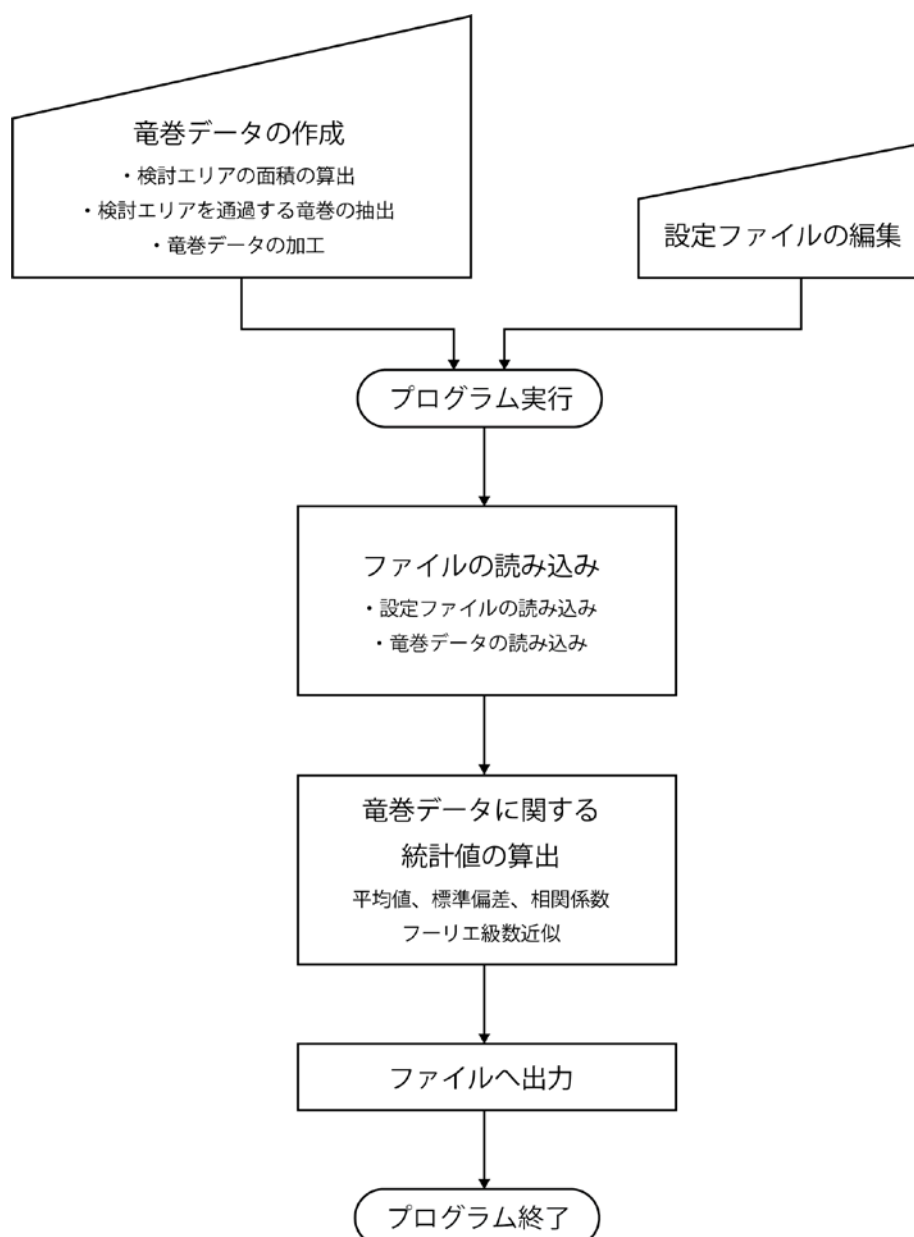 竜巻データの作成
・検討エリアの面積の算出
・検討エリアを通過する竜巻の抽出
・竜巻データの加工
設定ファイルの編集
プログラム実行
ファイルの読み込み
・設定ファイルの読み込み
・竜巻データの読み込み
竜巻データに関する
統計値の算出
平均値、標準偏差、相関係数
フーリエ級数近似
ファイルへ出力
プログラム終了